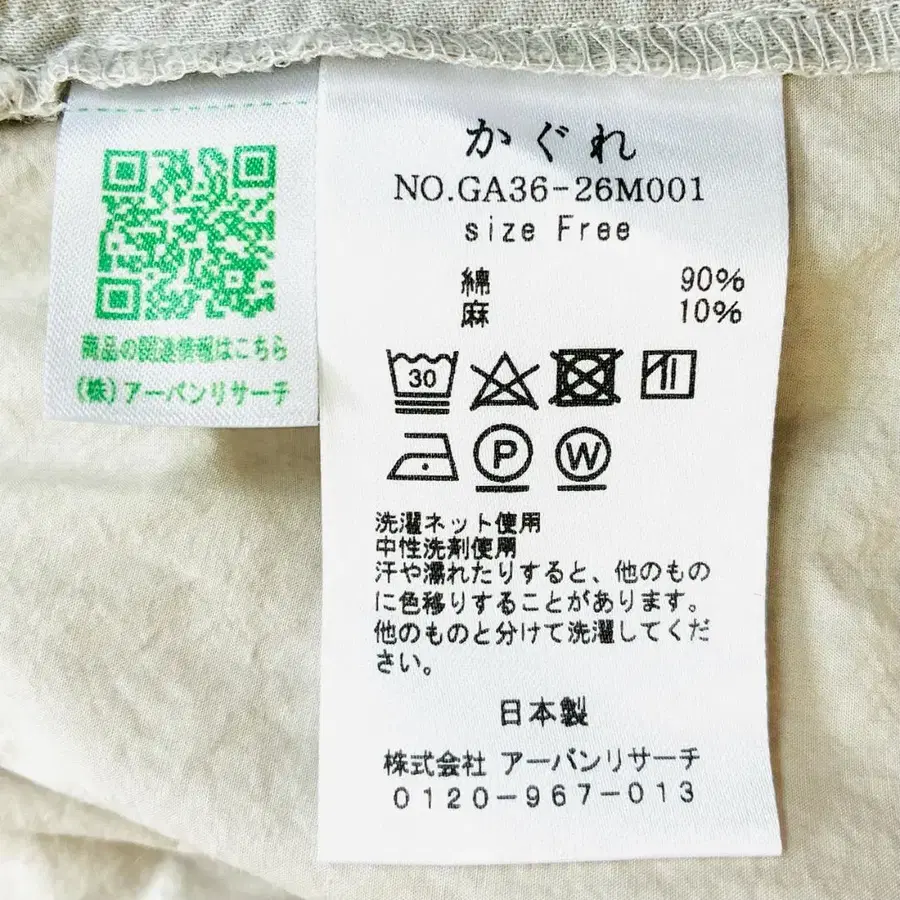 商品の関連情報はこちら
(株)アーバンリサーチ
かぐれ
NO.GA36-26M001
size Free
綿 90%
麻 10%
30
P
W
洗濯ネット使用
中性洗剤使用
汗や濡れたりすると、他のもの
に色移りすることがあります。
他のものと分けて洗濯してくだ
さい。
日本製
株式会社 アーバンリサーチ
0120-967-013